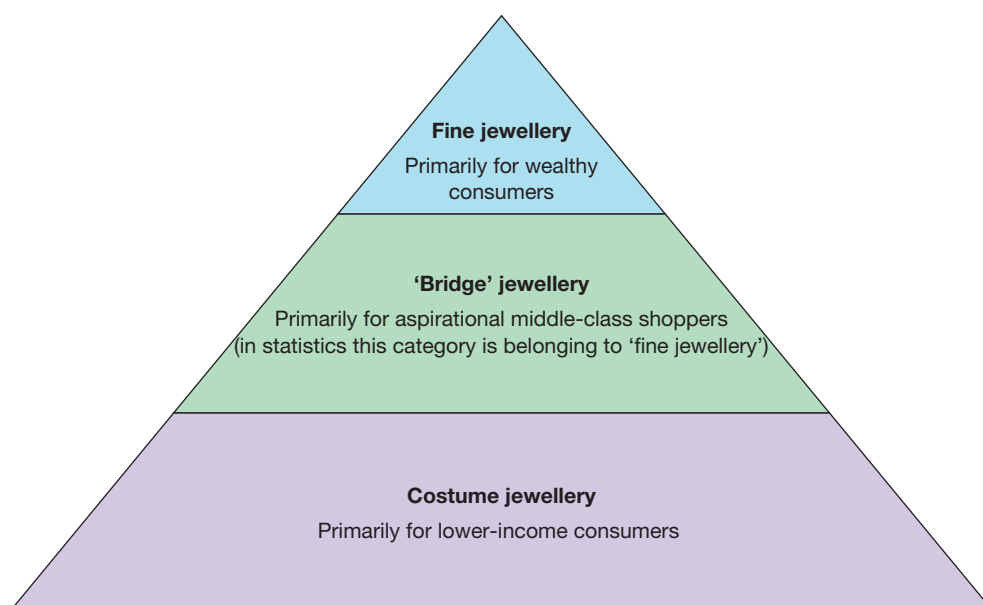 Fine jewellery
Primarily for wealthy
consumers
‘Bridge’ jewellery
Primarily for aspirational middle-class shoppers
(in statistics this category is belonging to ‘fine jewellery’)
Costume jewellery
Primarily for lower-income consumers